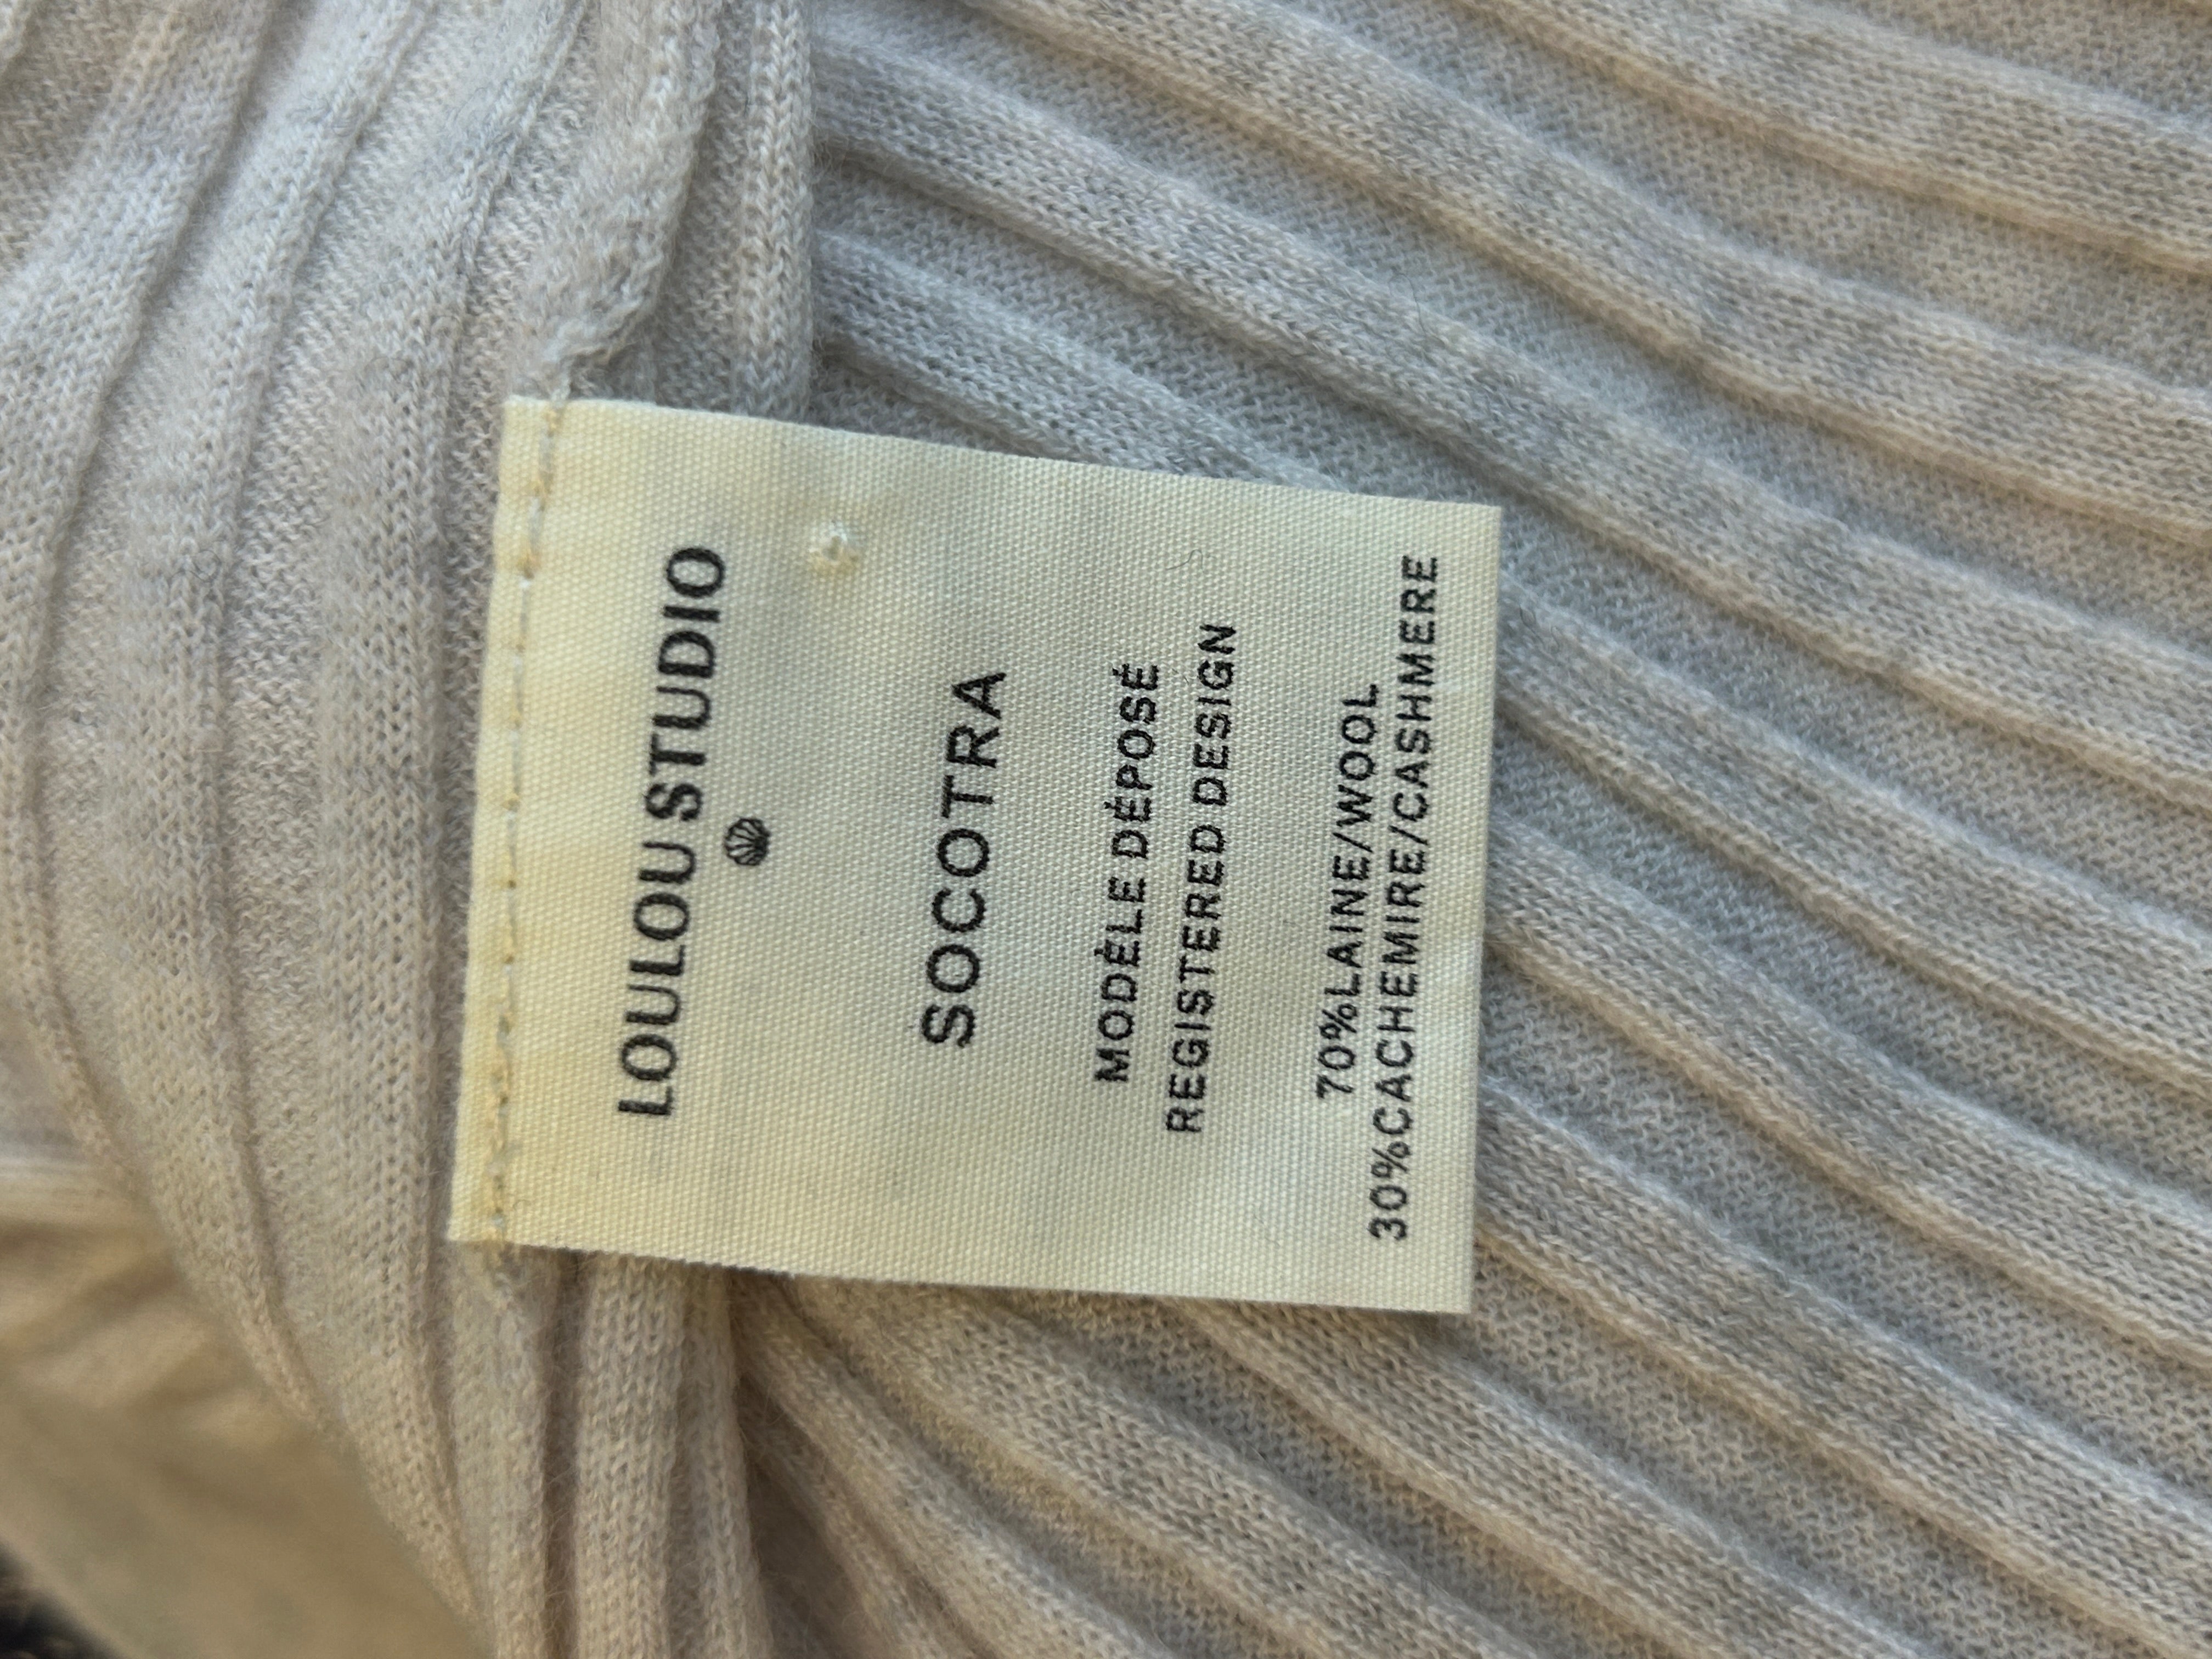 LOULOU STUDIO
SOCOTRA
MODÈLE DÉPOSÉ
REGISTERED DESIGN
70%LAINE/WOOL
30%CACHEMIRE/CASHMERE